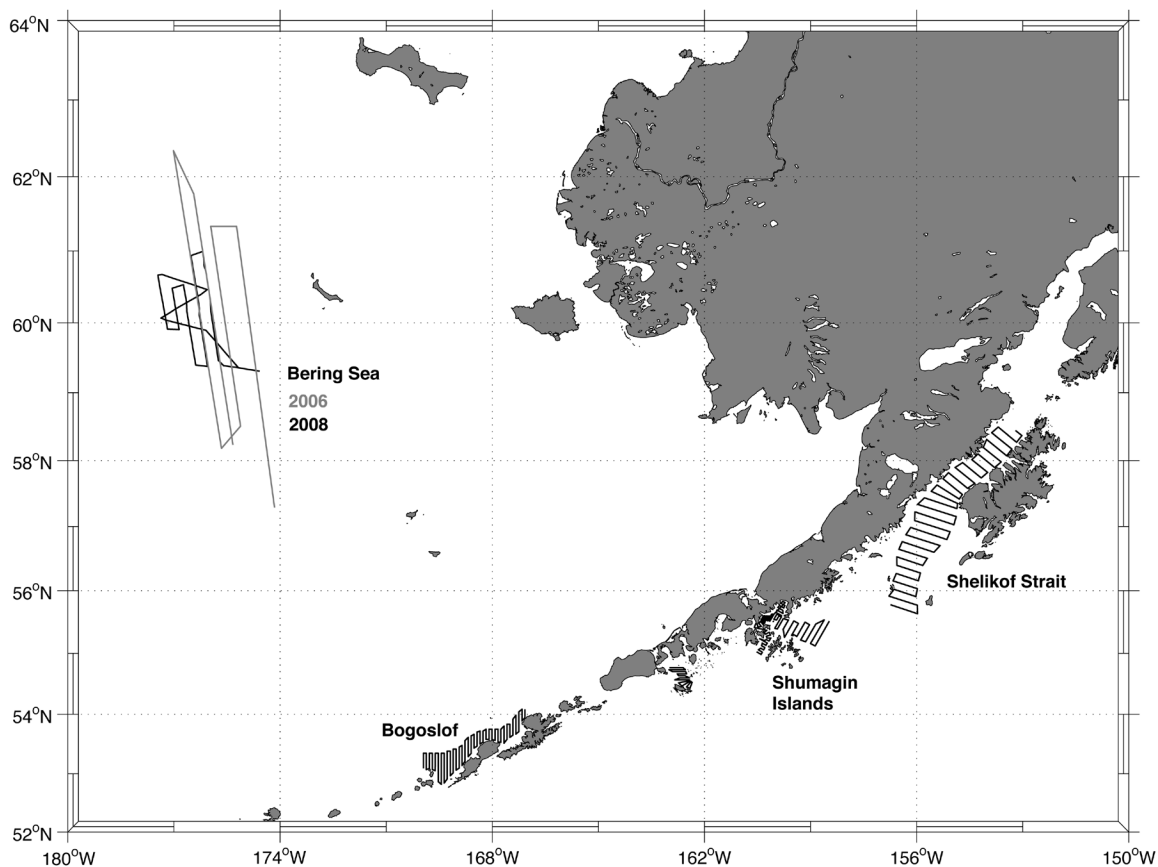 64°N
62°N
60°N
Bering Sea
2006
2008
58°N
56°N
Shelikof Strait
Shumagin
Islands
54°N
Bogoslof
52°N
180°W 174°W 168°W 162°W 156°W 150°W